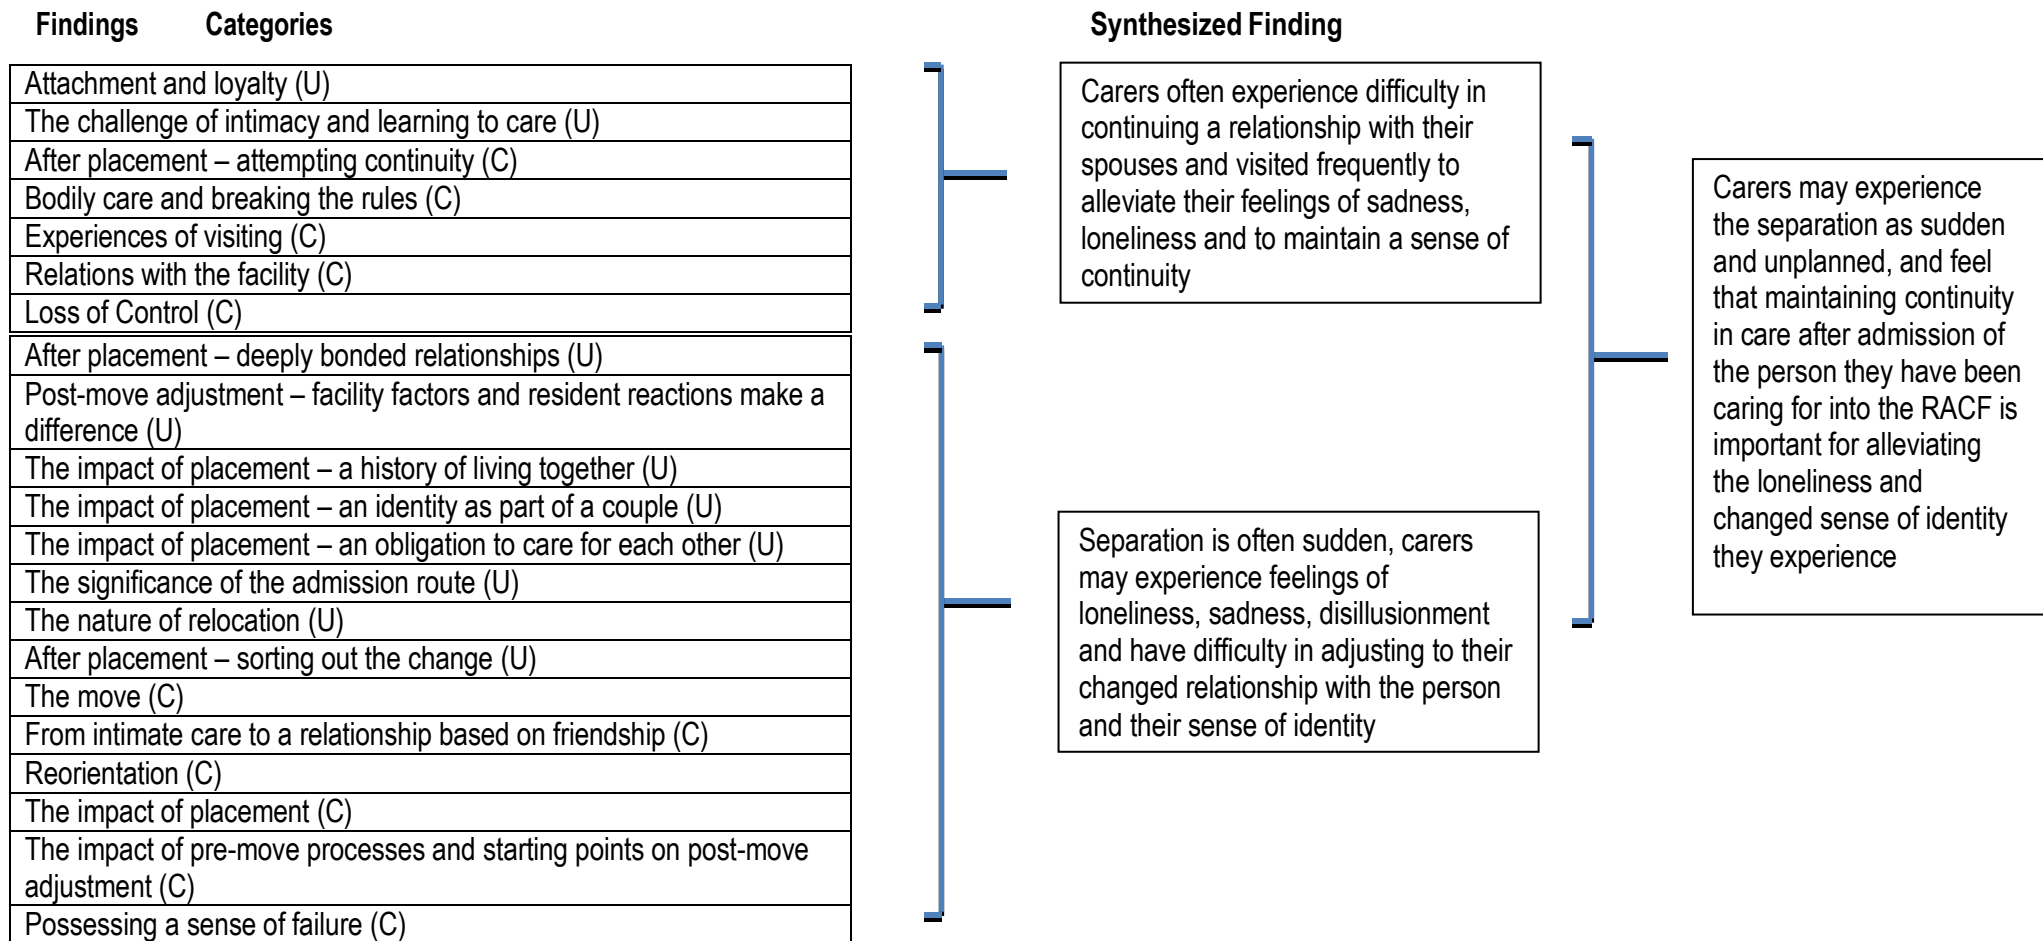 Findings Categories Synthesized Finding
Attachment and loyalty (U)
The challenge of intimacy and learning to care (U)
After placement – attempting continuity (C)
Bodily care and breaking the rules (C)
Experiences of visiting (C)
Relations with the facility (C)
Loss of Control (C)
After placement – deeply bonded relationships (U)
Post-move adjustment – facility factors and resident reactions make a
difference (U)
The impact of placement – a history of living together (U)
The impact of placement – an identity as part of a couple (U)
The impact of placement – an obligation to care for each other (U)
The significance of the admission route (U)
The nature of relocation (U)
After placement – sorting out the change (U)
The move (C)
From intimate care to a relationship based on friendship (C)
Reorientation (C)
The impact of placement (C)
The impact of pre-move processes and starting points on post-move
adjustment (C)
Possessing a sense of failure (C)
Carers often experience difficulty in
continuing a relationship with their
spouses and visited frequently to
alleviate their feelings of sadness,
loneliness and to maintain a sense of
continuity
Separation is often sudden, carers
may experience feelings of
loneliness, sadness, disillusionment
and have difficulty in adjusting to their
changed relationship with the person
and their sense of identity
Carers may experience
the separation as sudden
and unplanned, and feel
that maintaining continuity
in care after admission of
the person they have been
caring for into the RACF is
important for alleviating
the loneliness and
changed sense of identity
they experience